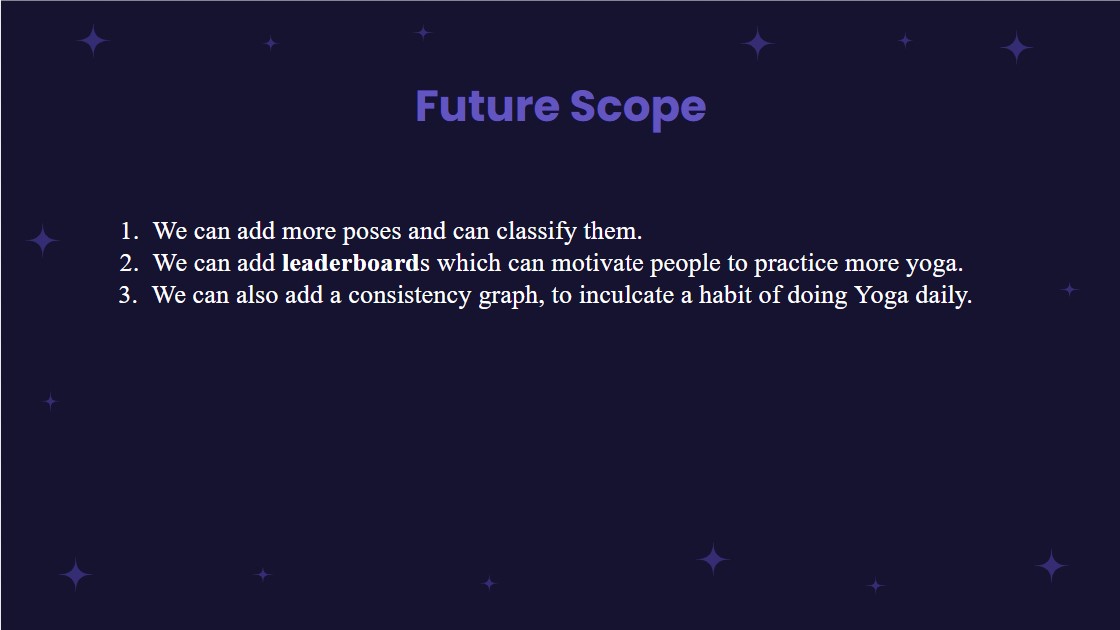 Future Scope
1. We can add more poses and can classify them.
2. We can add leaderboards which can motivate people to practice more yoga.
3. We can also add a consistency graph, to inculcate a habit of doing Yoga daily.